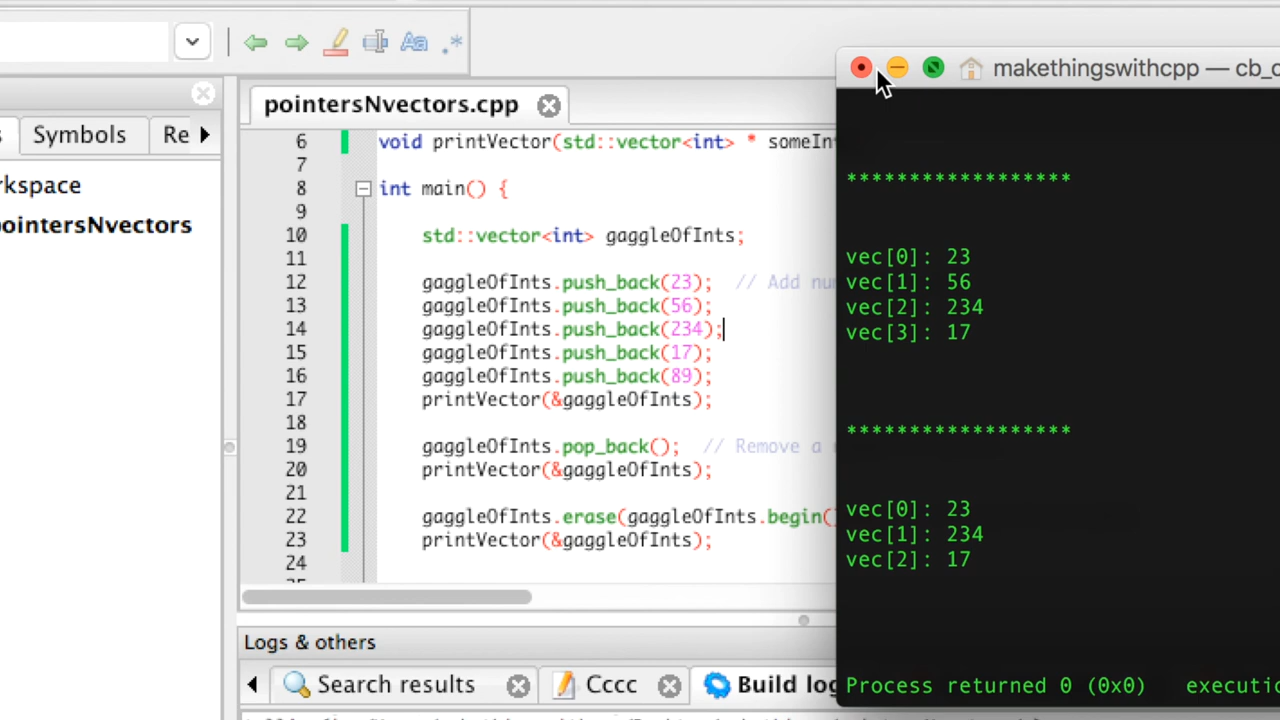 pointersNvectors.cpp
Symbols
Re
rkspace
pointersNvectors
6 void printVector(std::vector<int> * someIn
7
8 int main() {
9
10 std::vector<int> gaggleOfInts;
11
12 gaggleOfInts.push_back(23); // Add nu
13 gaggleOfInts.push_back(56);
14 gaggleOfInts.push_back(234);
15 gaggleOfInts.push_back(17);
16 gaggleOfInts.push_back(89);
17 printVector(&gaggleOfInts);
18
19 gaggleOfInts.pop_back(); // Remove a
20 printVector(&gaggleOfInts);
21
22 gaggleOfInts.erase(gaggleOfInts.begin(
23 printVector(&gaggleOfInts);
24
Logs & others
Search results
Cccc
Build log
makethingswithcpp — cb_c
******************
vec[0]: 23
vec[1]: 56
vec[2]: 234
vec[3]: 17
******************
vec[0]: 23
vec[1]: 234
vec[2]: 17
Process returned 0 (0x0) executio